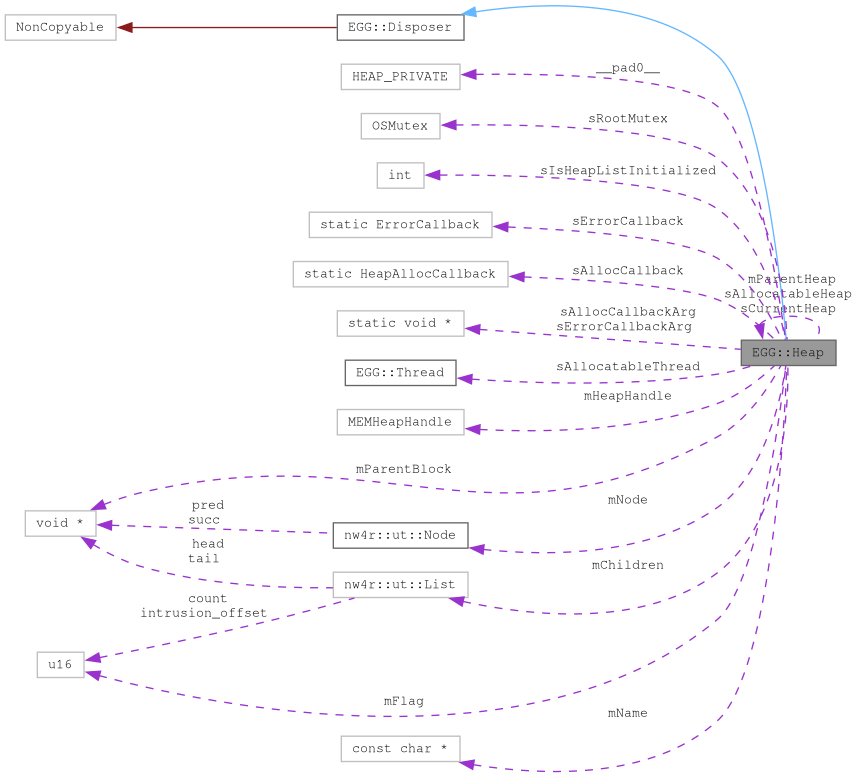 NonCopyable
EGG::Disposer
HEAP_PRIVATE
__pad0__
OSMutex
sRootMutex
int
sIsHeapListInitialized
static ErrorCallback
sErrorCallback
static HeapAllocCallback
sAllocCallback
mParentHeap
sAllocatableHeap
sCurrentHeap
static void *
sAllocCallbackArg
sErrorCallbackArg
EGG::Heap
EGG::Thread
sAllocatableThread
MEMHeapHandle
mHeapHandle
mParentBlock
void *
pred
succ
nw4r::ut::Node
mNode
head
tail
nw4r::ut::List
mChildren
count
intrusion_offset
u16
mFlag
mName
const char *